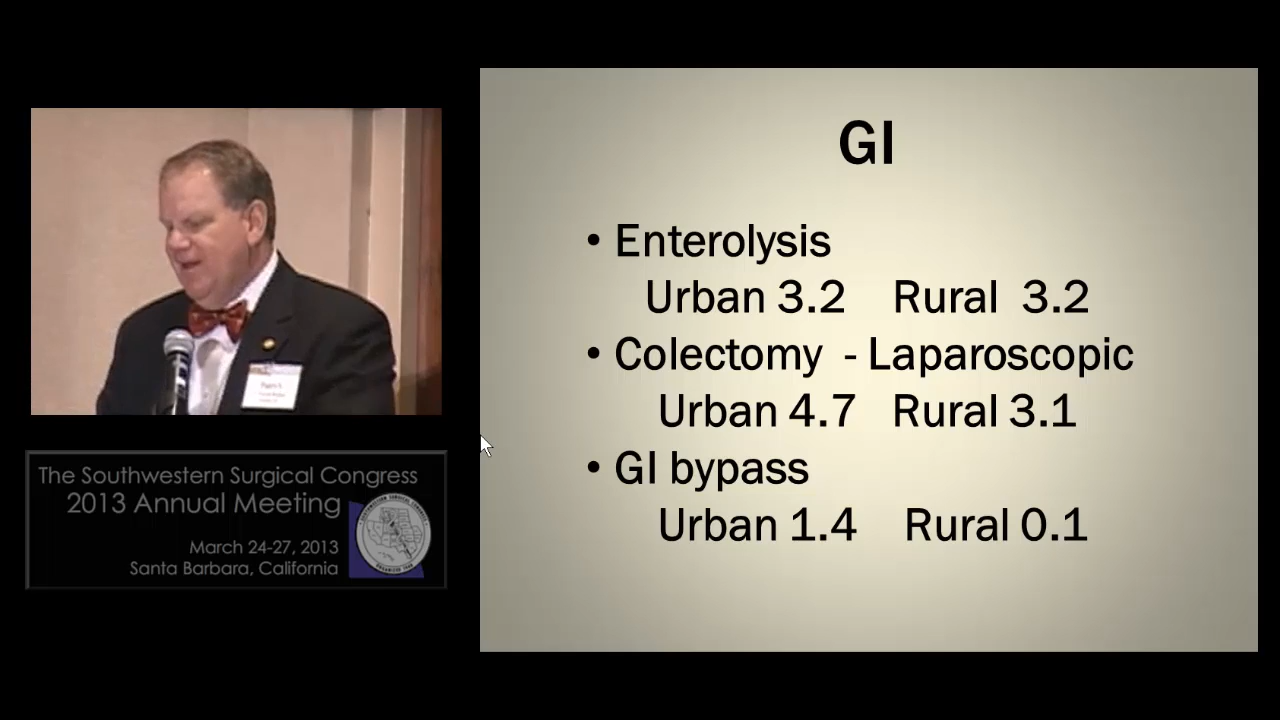 GI
• Enterolysis
Urban 3.2 Rural 3.2
• Colectomy - Laparoscopic
Urban 4.7 Rural 3.1
• GI bypass
Urban 1.4 Rural 0.1
The Southwestern Surgical Congress
2013 Annual Meeting
March 24-27, 2013
Santa Barbara, California